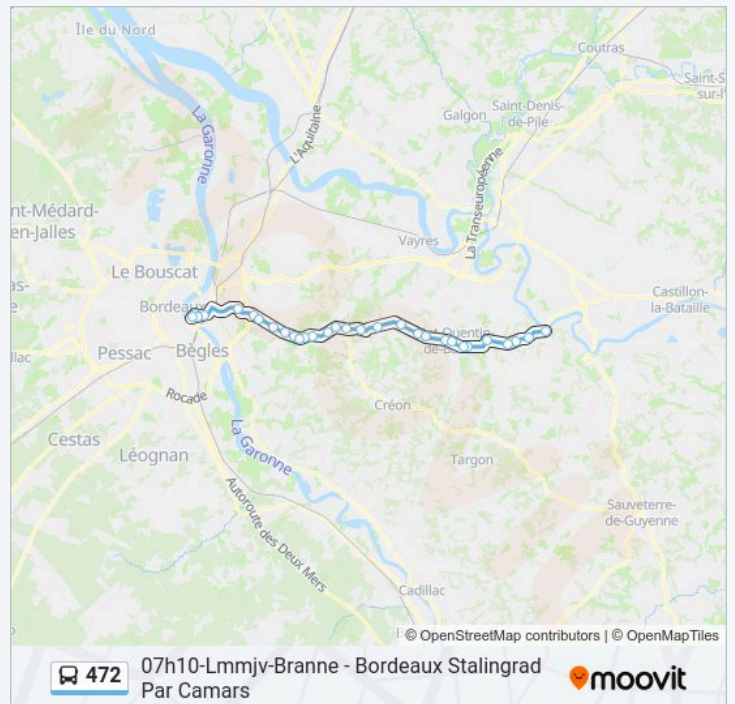 Île du Nord
Coutras
La Garonne
L'Aquitaine
Saint-Denis-
de-Pile
Galgon
La Transeuropéenne
nt-Médard-
en-Jalles
Vayres
Le Bouscat
Castillon-
la-Bataille
Bordeaux
Pessac
Bègles
Rocade
Créon
La Garonne
Cestas
Léognan
Targon
Autoroute des Deux Mers
Sauveterre-
de-Guyenne
Cadillac
© OpenStreetMap contributors | © OpenMapTiles
472
07h10-Lmmjv-Branne - Bordeaux Stalingrad
Par Camars
moovit